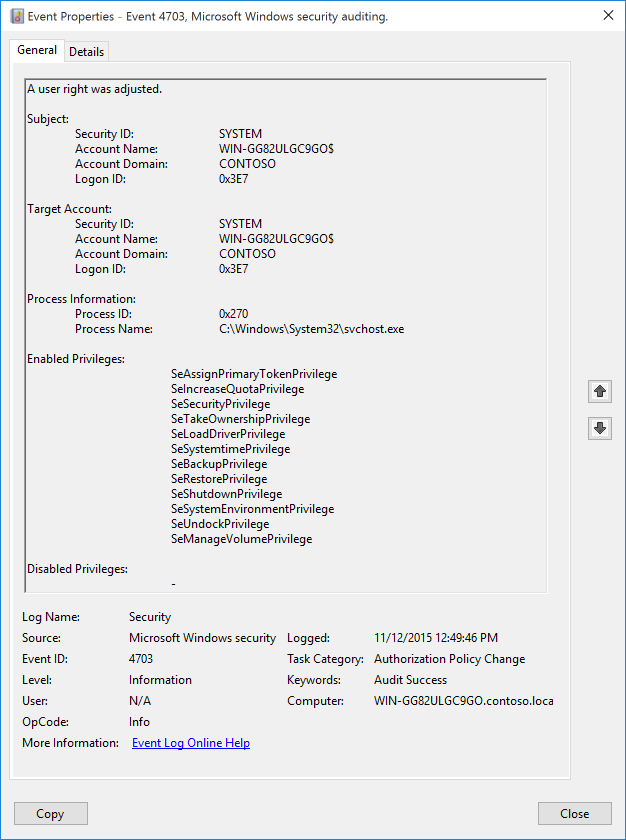 Event Properties - Event 4703, Microsoft Windows security auditing.
General Details
A user right was adjusted.
Subject:
Security ID: SYSTEM
Account Name: WIN-GG82ULGC9GO$
Account Domain: CONTOSO
Logon ID: 0x3E7
Target Account:
Security ID: SYSTEM
Account Name: WIN-GG82ULGC9GO$
Account Domain: CONTOSO
Logon ID: 0x3E7
Process Information:
Process ID: 0x270
Process Name: C:\Windows\System32\svchost.exe
Enabled Privileges:
SeAssignPrimaryTokenPrivilege
SeIncreaseQuotaPrivilege
SeSecurityPrivilege
SeTakeOwnershipPrivilege
SeLoadDriverPrivilege
SeSystemtimePrivilege
SeBackupPrivilege
SeRestorePrivilege
SeShutdownPrivilege
SeSystemEnvironmentPrivilege
SeUndockPrivilege
SeManageVolumePrivilege
Disabled Privileges:
-
Log Name: Security
Source: Microsoft Windows security Logged: 11/12/2015 12:49:46 PM
Event ID: 4703 Task Category: Authorization Policy Change
Level: Information Keywords: Audit Success
User: N/A Computer: WIN-GG82ULGC9GO.contoso.loca
OpCode: Info
More Information: Event Log Online Help
Copy Close